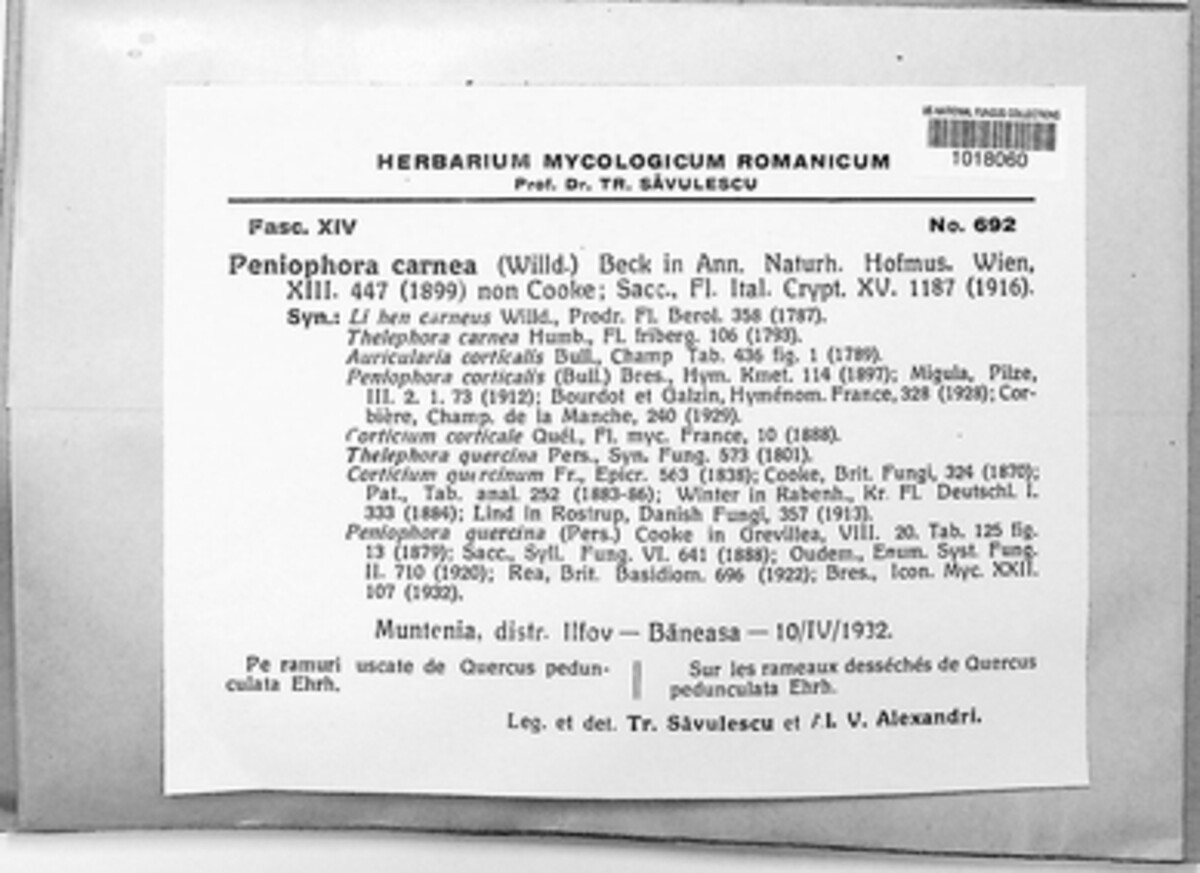 US NATIONAL FUNGUS COLLECTIONS
1018060
HERBARIUM MYCOLOGICUM ROMANICUM
Prof. Dr. TR. SĂVULESCU
Fasc. XIV No. 692
Peniophora carnea (Willd.) Beck in Ann. Naturh. Hofmus. Wien,
XIII. 447 (1899) non Cooke; Sacc., Fl. Ital. Crypt. XV. 1187 (1916).
Syn.: Li hen carneus Willd., Prodr. Fl. Berol. 358 (1787).
Thelephora carnea Humb., Fl. friberg. 106 (1793).
Auricularia corticalis Bull., Champ Tab. 436 fig. 1 (1789).
Peniophora corticalis (Bull.) Bres., Hym. Kmet. 114 (1897); Migula, Pilze,
III. 2. 1. 73 (1912); Bourdot et Galzin, Hyménom. France, 328 (1928); Cor-
bière, Champ. de la Manche, 240 (1929).
Corticium corticale Quél., Fl. myc. France, 10 (1888).
Thelephora quercina Pers., Syn. Fung. 573 (1801).
Corticium quercinum Fr., Epicr. 563 (1838); Cooke, Brit. Fungi, 324 (1870);
Pat., Tab. anal. 252 (1883-86); Winter in Rabenh., Kr. Fl. Deutschl. I.
333 (1884); Lind in Rostrup, Danish Fungi, 357 (1913).
Peniophora quercina (Pers.) Cooke in Grevillea, VIII. 20. Tab. 125 fig.
13 (1879); Sacc., Syll. Fung. VI. 641 (1888); Oudem., Enum. Syst. Fung.
II. 710 (1920); Rea, Brit. Basidiom. 696 (1922); Bres., Icon. Myc. XXII.
107 (1932).
Muntenia, distr. Ilfov — Băneasa — 10/IV/1932.
Pe ramuri uscate de Quercus pedun-
culata Ehrh.
Sur les rameaux desséchés de Quercus
pedunculata Ehrh.
Leg. et det. Tr. Săvulescu et Al. V. Alexandri.